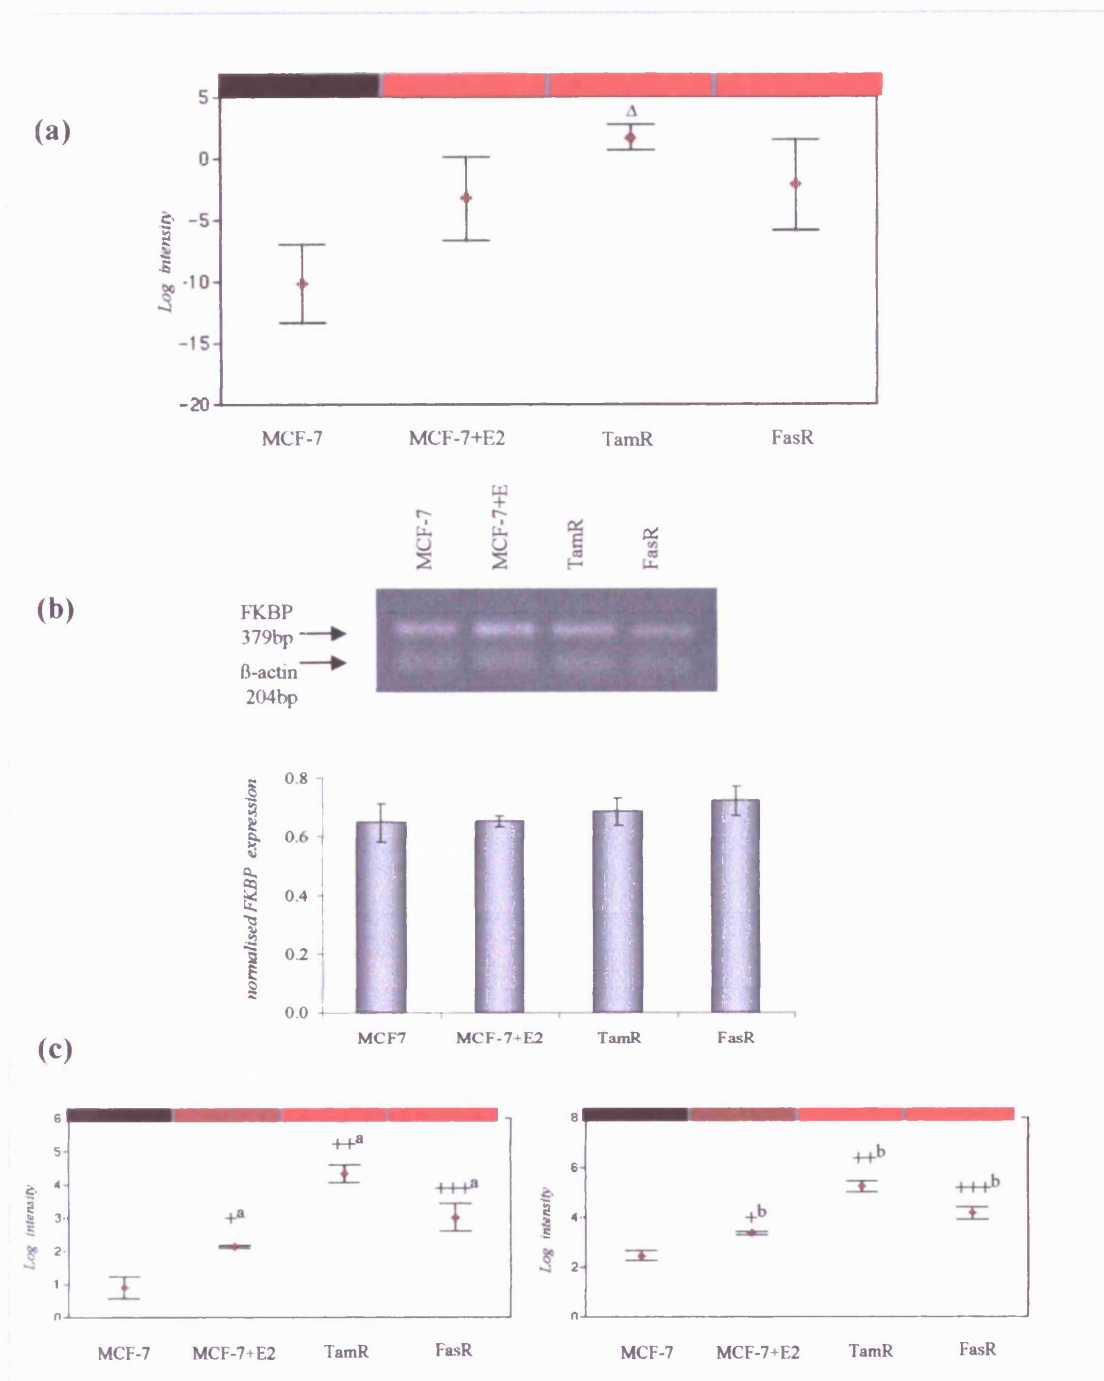 (a)
Log intensity
5
0
-5
-10
-15
-20
Δ
MCF-7 MCF-7+E2 TamR FasR
(b)
MCF-7 MCF-7+E TamR FasR
FKBP
379bp
ß-actin
204bp
normalised FKBP expression
0.8
0.6
0.4
0.2
0.0
MCF7 MCF-7+E2 TamR FasR
(c)
Log intensity
6
5
4
3
2
1
0
+a
++a
+++a
MCF-7 MCF-7+E2 TamR FasR
Log intensity
8
6
4
2
0
+b
++b
+++b
MCF-7 MCF-7+E2 TamR FasR